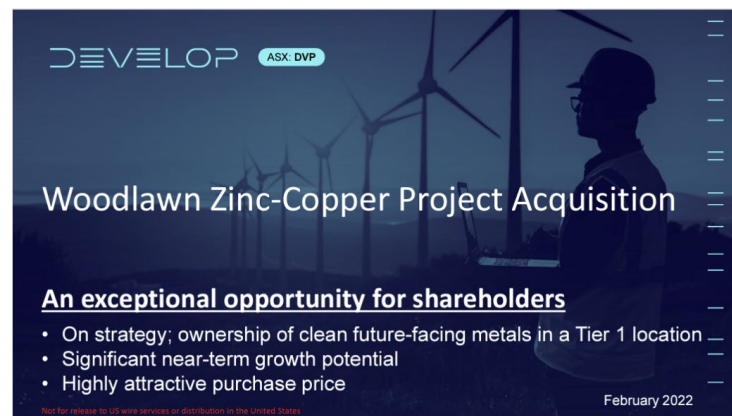 DEVELOP
ASX: DVP
Woodlawn Zinc-Copper Project Acquisition
An exceptional opportunity for shareholders
• On strategy; ownership of clean future-facing metals in a Tier 1 location
• Significant near-term growth potential
• Highly attractive purchase price
February 2022
Not for release to US wire services or distribution in the United States